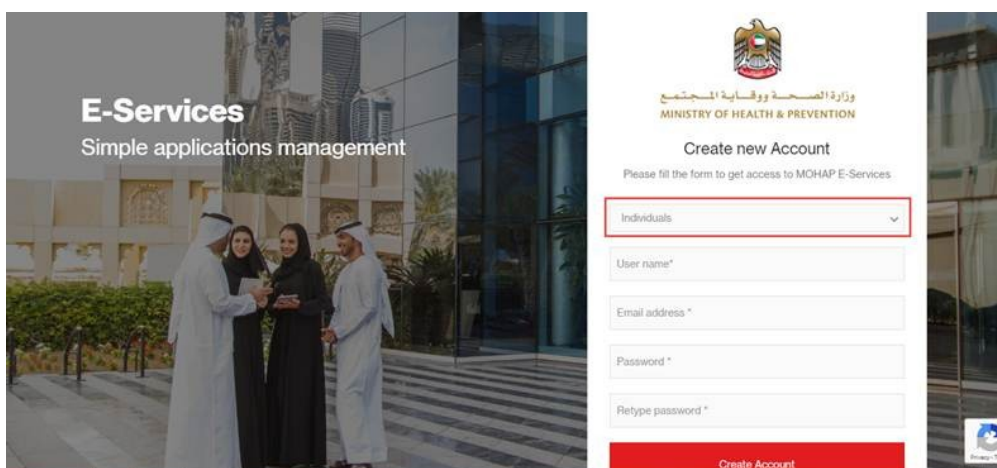 E-Services
Simple applications management
وزارة الصحة ووقاية المجتمع
MINISTRY OF HEALTH & PREVENTION
Create new Account
Please fill the form to get access to MOHAP E-Services
Individuals
User name*
Email address *
Password *
Retype password *
Create Account